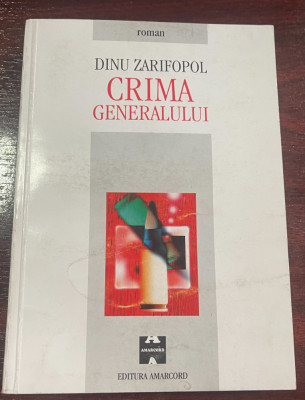 roman
DINU ZARIFOPOL
CRIMA
GENERALULUI
AMARCORD
EDITURA AMARCORD